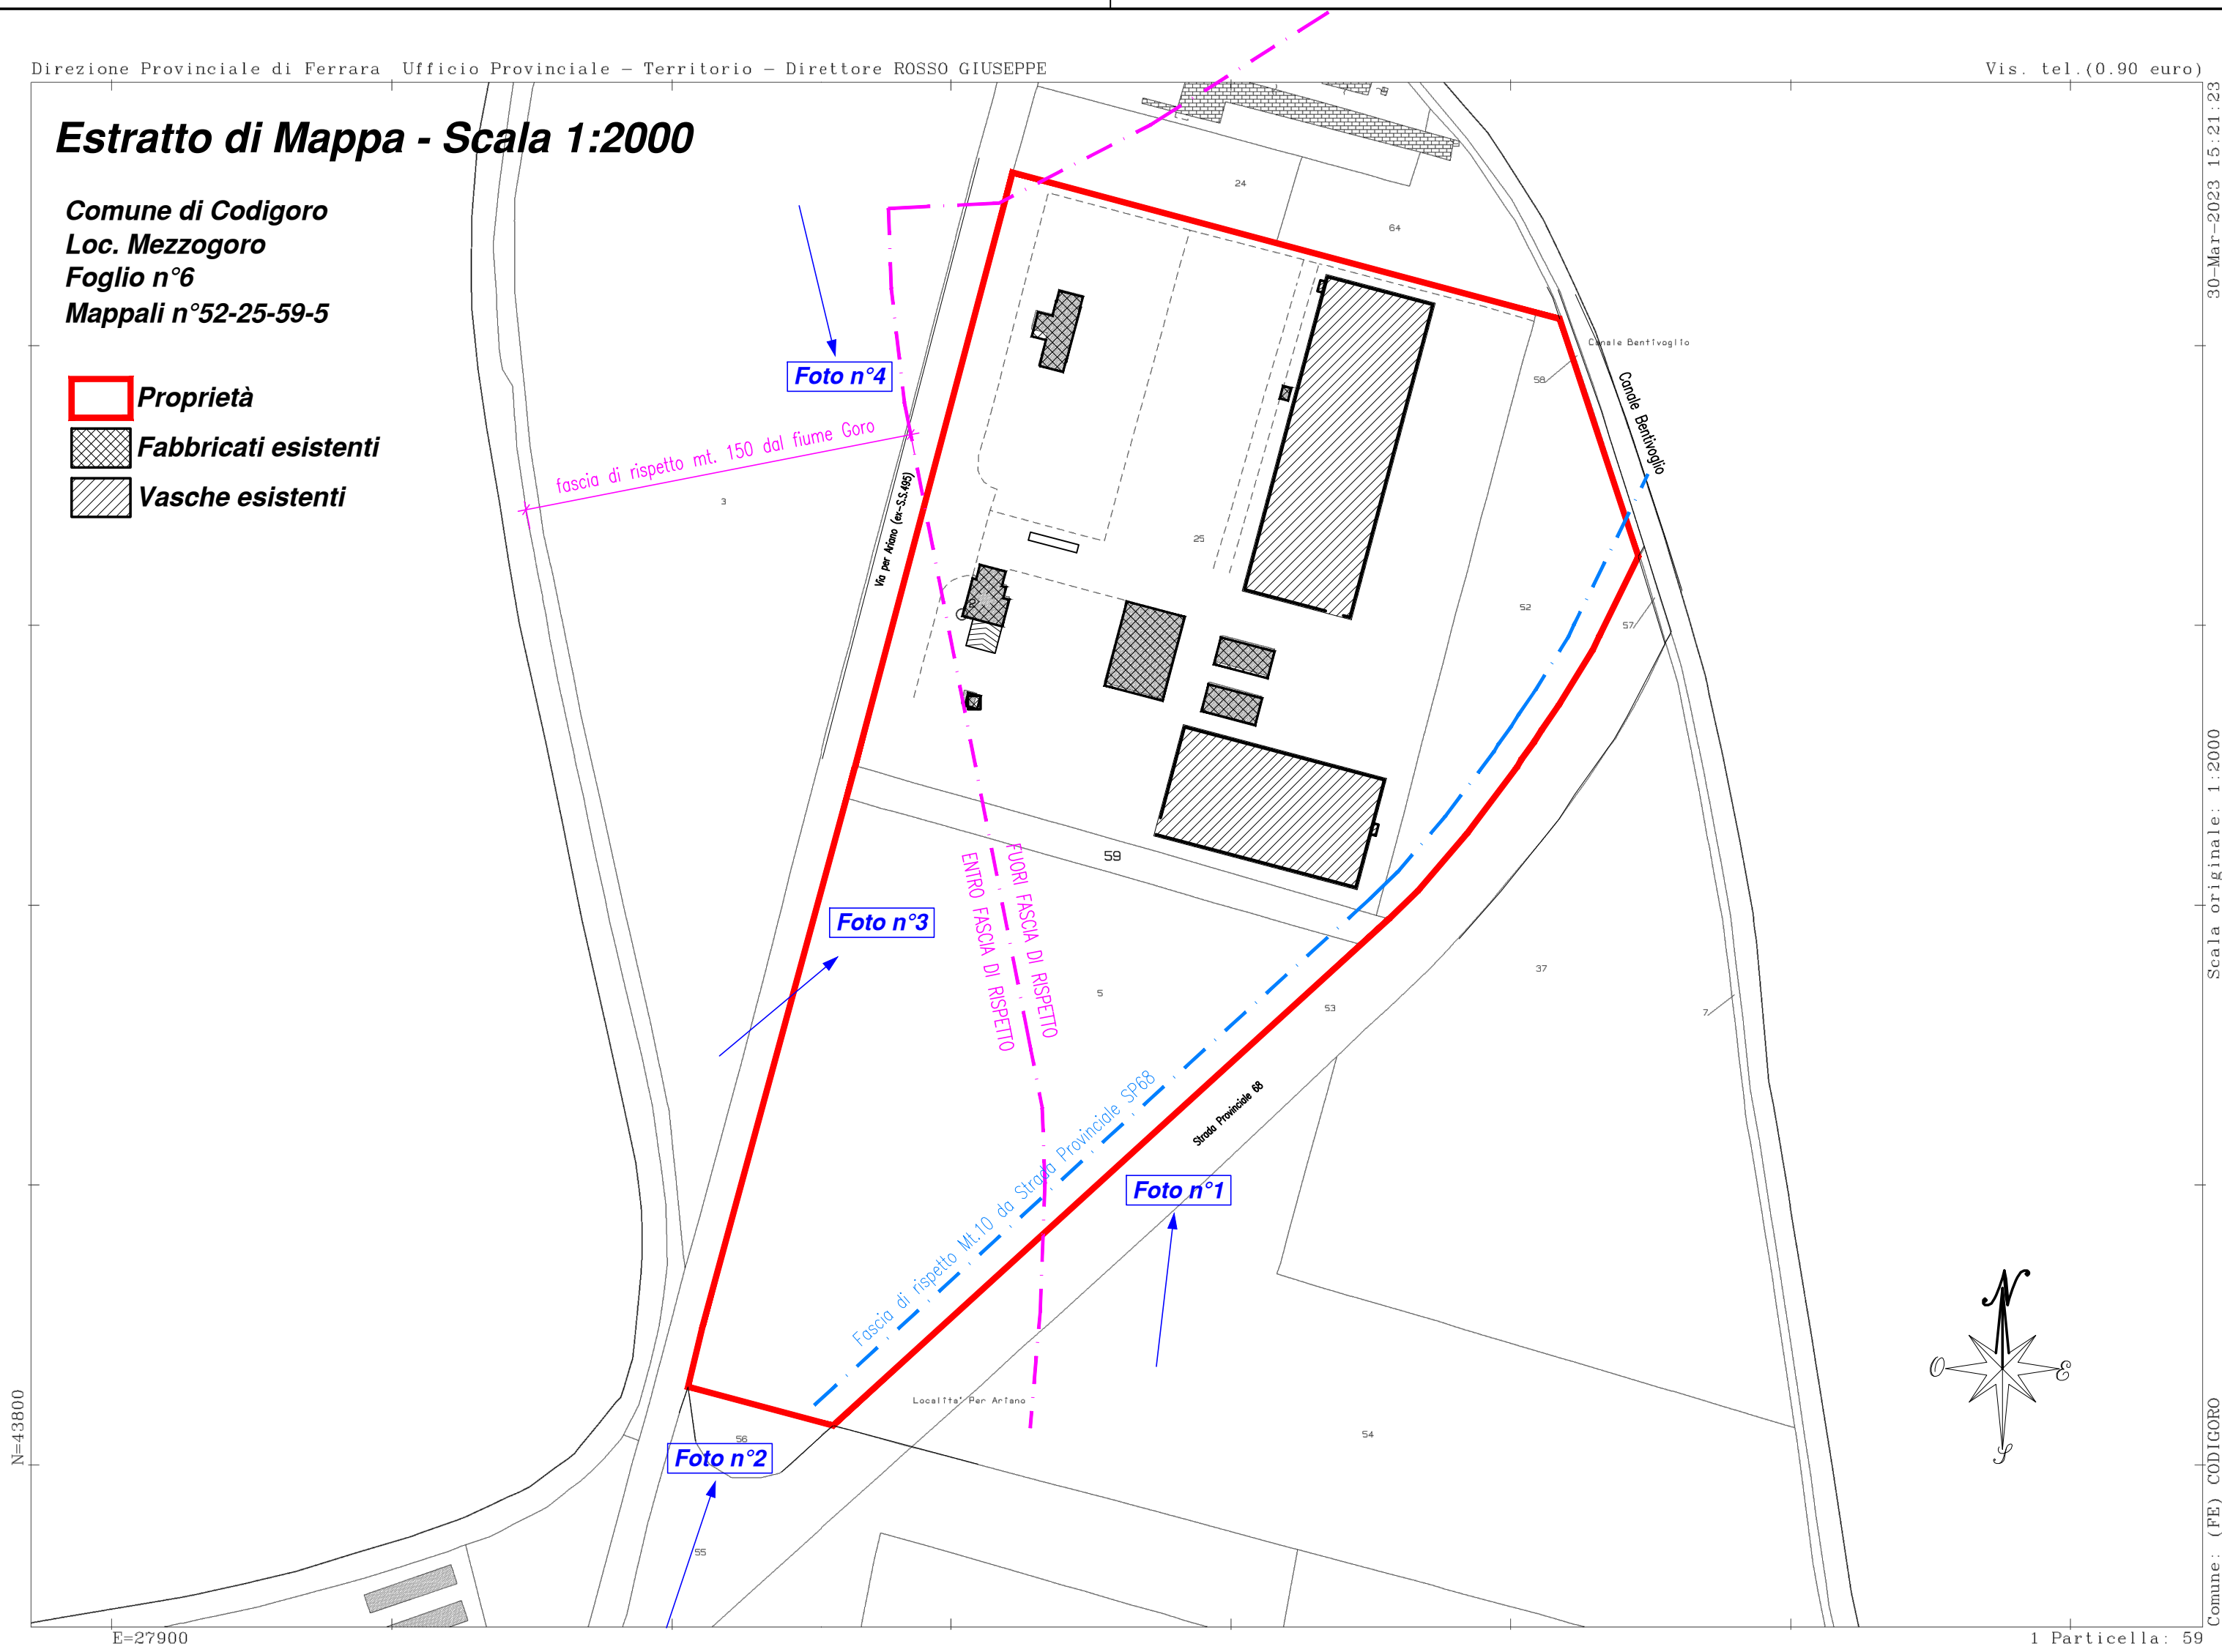 Direzione Provinciale di Ferrara Ufficio Provinciale - Territorio - Direttore ROSSO GIUSEPPE
Vis. tel.(0.90 euro)
30-Mar-2023 15:21:23
Estratto di Mappa - Scala 1:2000
Comune di Codigoro
Loc. Mezzogoro
Foglio n°6
Mappali n°52-25-59-5
Proprietà
Fabbricati esistenti
Vasche esistenti
24
64
Canale Bentivoglio
58
Canale Bentivoglio
Foto n°4
fascia di rispetto mt. 150 dal fiume Goro
3
Via per Ariano (ex-S.S.495)
25
52
57
59
FUORI FASCIA DI RISPETTO
ENTRO FASCIA DI RISPETTO
Foto n°3
5
53
37
7
Scala originale: 1:2000
Fascia di rispetto Mt.10 da Strada Provinciale SP68
Strada Provinciale 68
Foto n°1
Localita' Per Ariano
54
56
Foto n°2
55
N
O
E
S
N=43800
E=27900
Comune: (FE) CODIGORO
1 Particella: 59